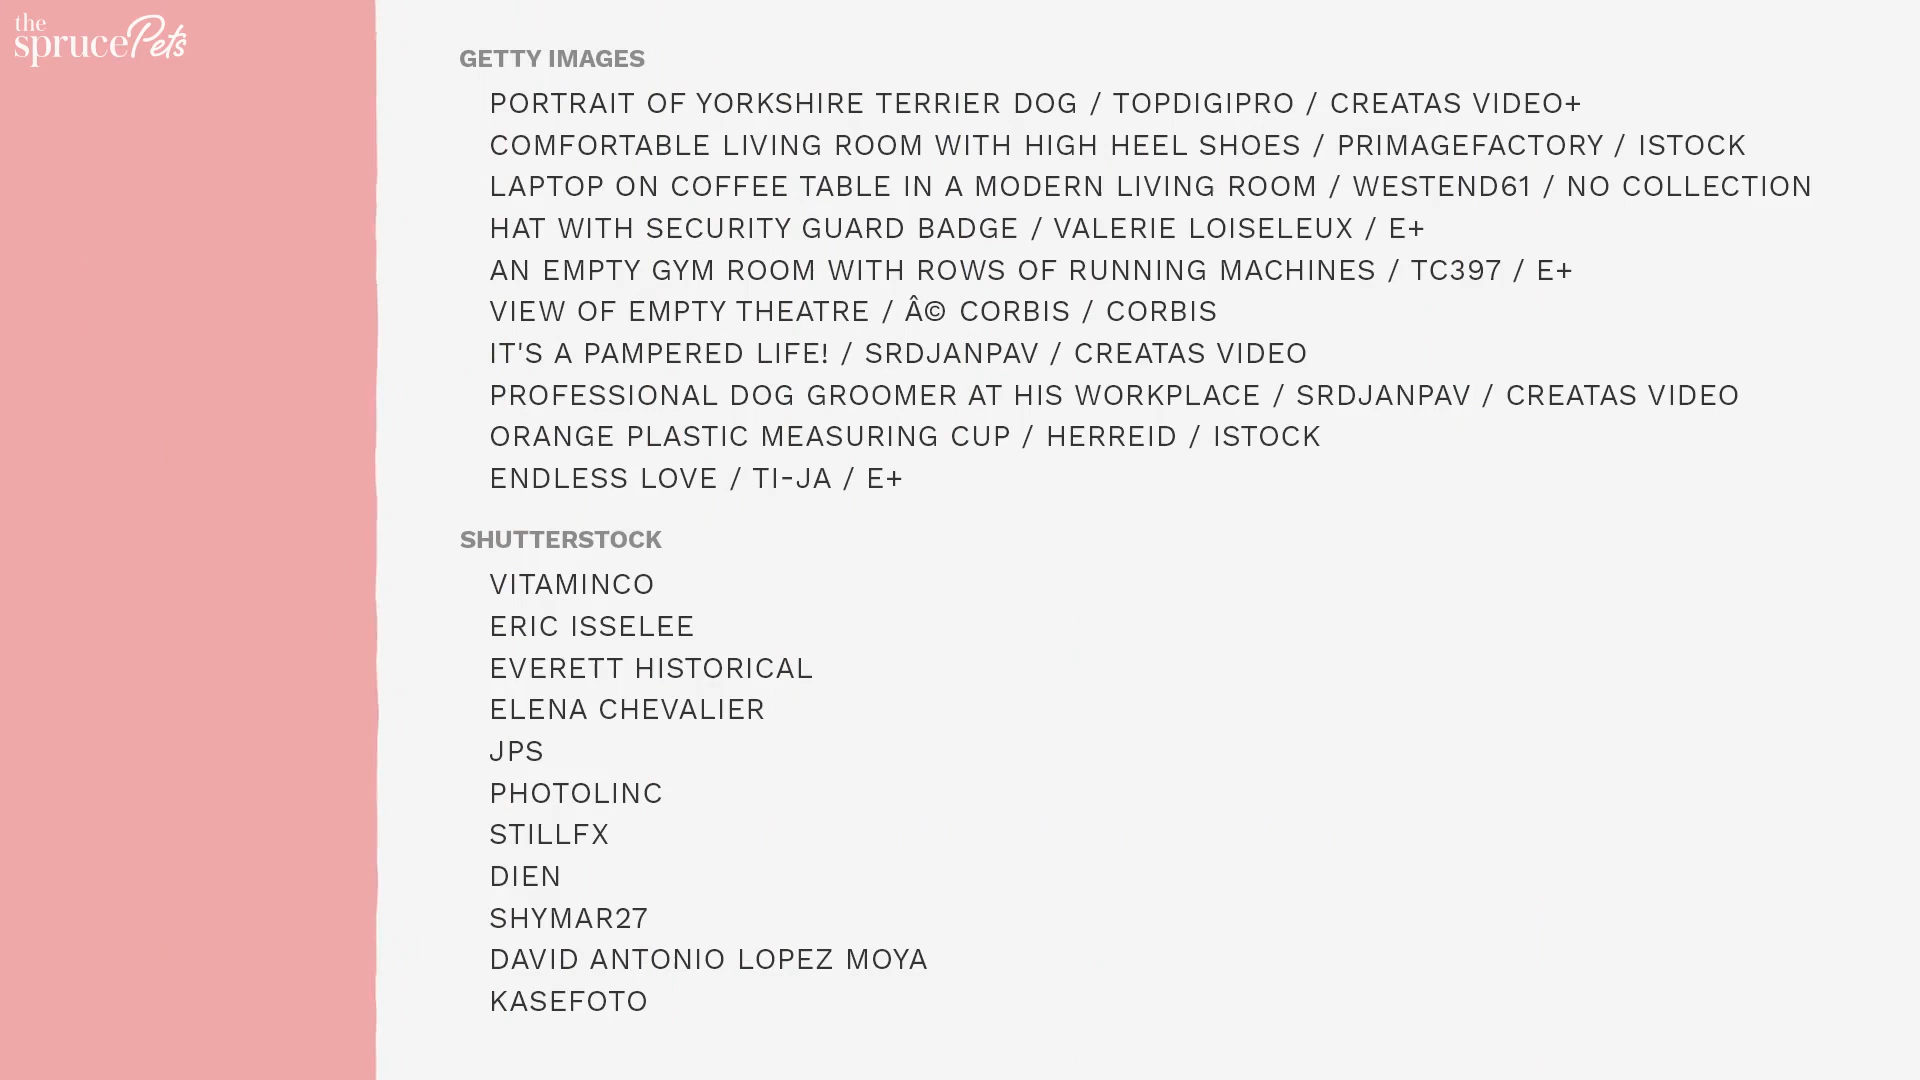 the
sprucePets
GETTY IMAGES
PORTRAIT OF YORKSHIRE TERRIER DOG / TOPDIGIPRO / CREATAS VIDEO+
COMFORTABLE LIVING ROOM WITH HIGH HEEL SHOES / PRIMAGEFACTORY / ISTOCK
LAPTOP ON COFFEE TABLE IN A MODERN LIVING ROOM / WESTEND61 / NO COLLECTION
HAT WITH SECURITY GUARD BADGE / VALERIE LOISELEUX / E+
AN EMPTY GYM ROOM WITH ROWS OF RUNNING MACHINES / TC397 / E+
VIEW OF EMPTY THEATRE / Â© CORBIS / CORBIS
IT'S A PAMPERED LIFE! / SRDJANPAV / CREATAS VIDEO
PROFESSIONAL DOG GROOMER AT HIS WORKPLACE / SRDJANPAV / CREATAS VIDEO
ORANGE PLASTIC MEASURING CUP / HERREID / ISTOCK
ENDLESS LOVE / TI-JA / E+
SHUTTERSTOCK
VITAMINCO
ERIC ISSELEE
EVERETT HISTORICAL
ELENA CHEVALIER
JPS
PHOTOLINC
STILLFX
DIEN
SHYMAR27
DAVID ANTONIO LOPEZ MOYA
KASEFOTO